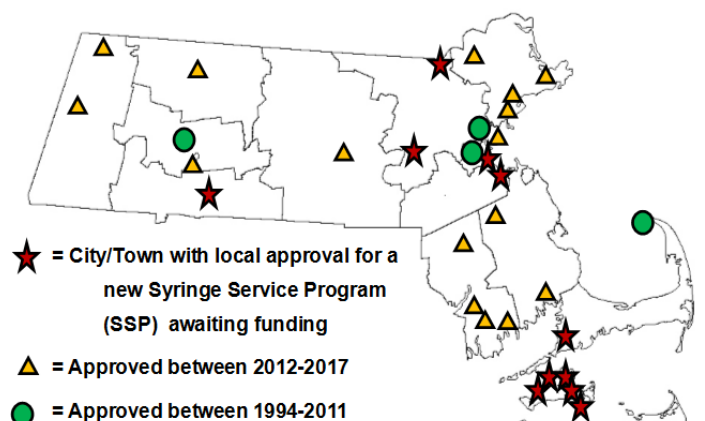 = City/Town with local approval for a
new Syringe Service Program
(SSP) awaiting funding
= Approved between 2012-2017
= Approved between 1994-2011